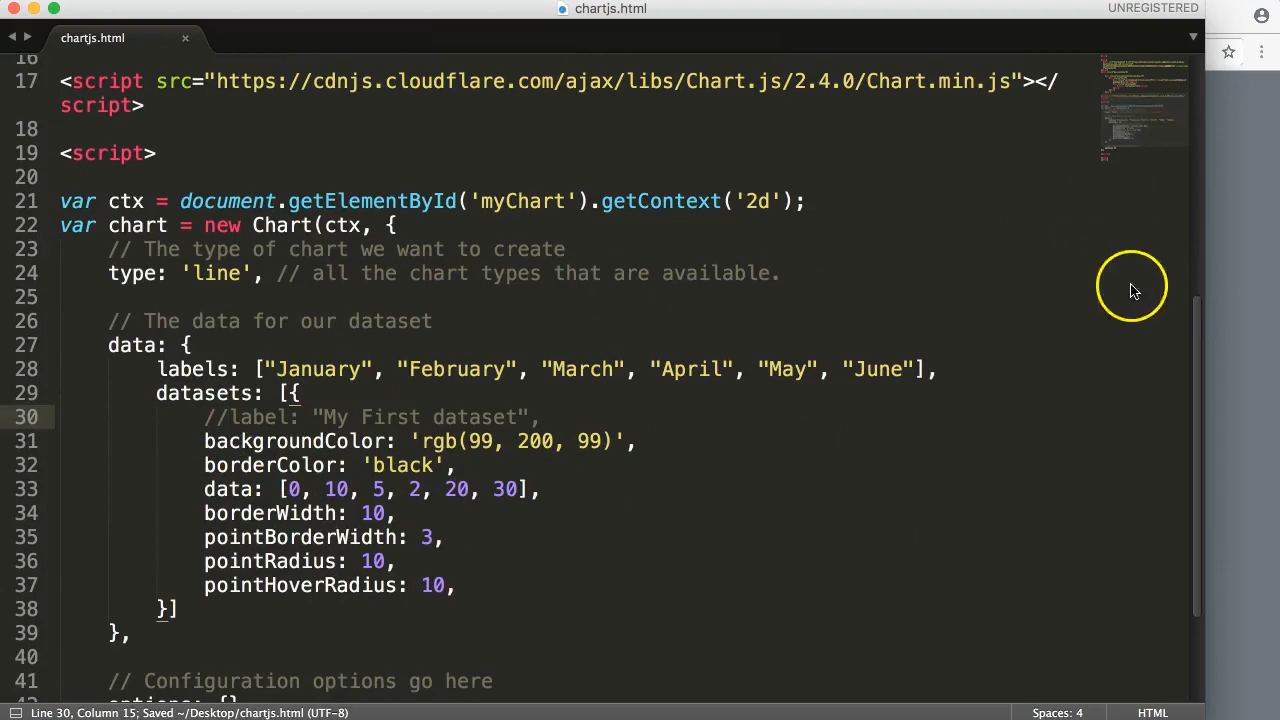 chartjs.html
UNREGISTERED
chartjs.html ×
16
17 <script src="https://cdnjs.cloudflare.com/ajax/libs/Chart.js/2.4.0/Chart.min.js"></
script>
18
19 <script>
20
21 var ctx = document.getElementById('myChart').getContext('2d');
22 var chart = new Chart(ctx, {
23 // The type of chart we want to create
24 type: 'line', // all the chart types that are available.
25
26 // The data for our dataset
27 data: {
28 labels: ["January", "February", "March", "April", "May", "June"],
29 datasets: [{
30 //label: "My First dataset",
31 backgroundColor: 'rgb(99, 200, 99)',
32 borderColor: 'black',
33 data: [0, 10, 5, 2, 20, 30],
34 borderWidth: 10,
35 pointBorderWidth: 3,
36 pointRadius: 10,
37 pointHoverRadius: 10,
38 }]
39 },
40
41 // Configuration options go here
42 options: {}
Line 30, Column 15; Saved ~/Desktop/chartjs.html (UTF-8)
Spaces: 4
HTML